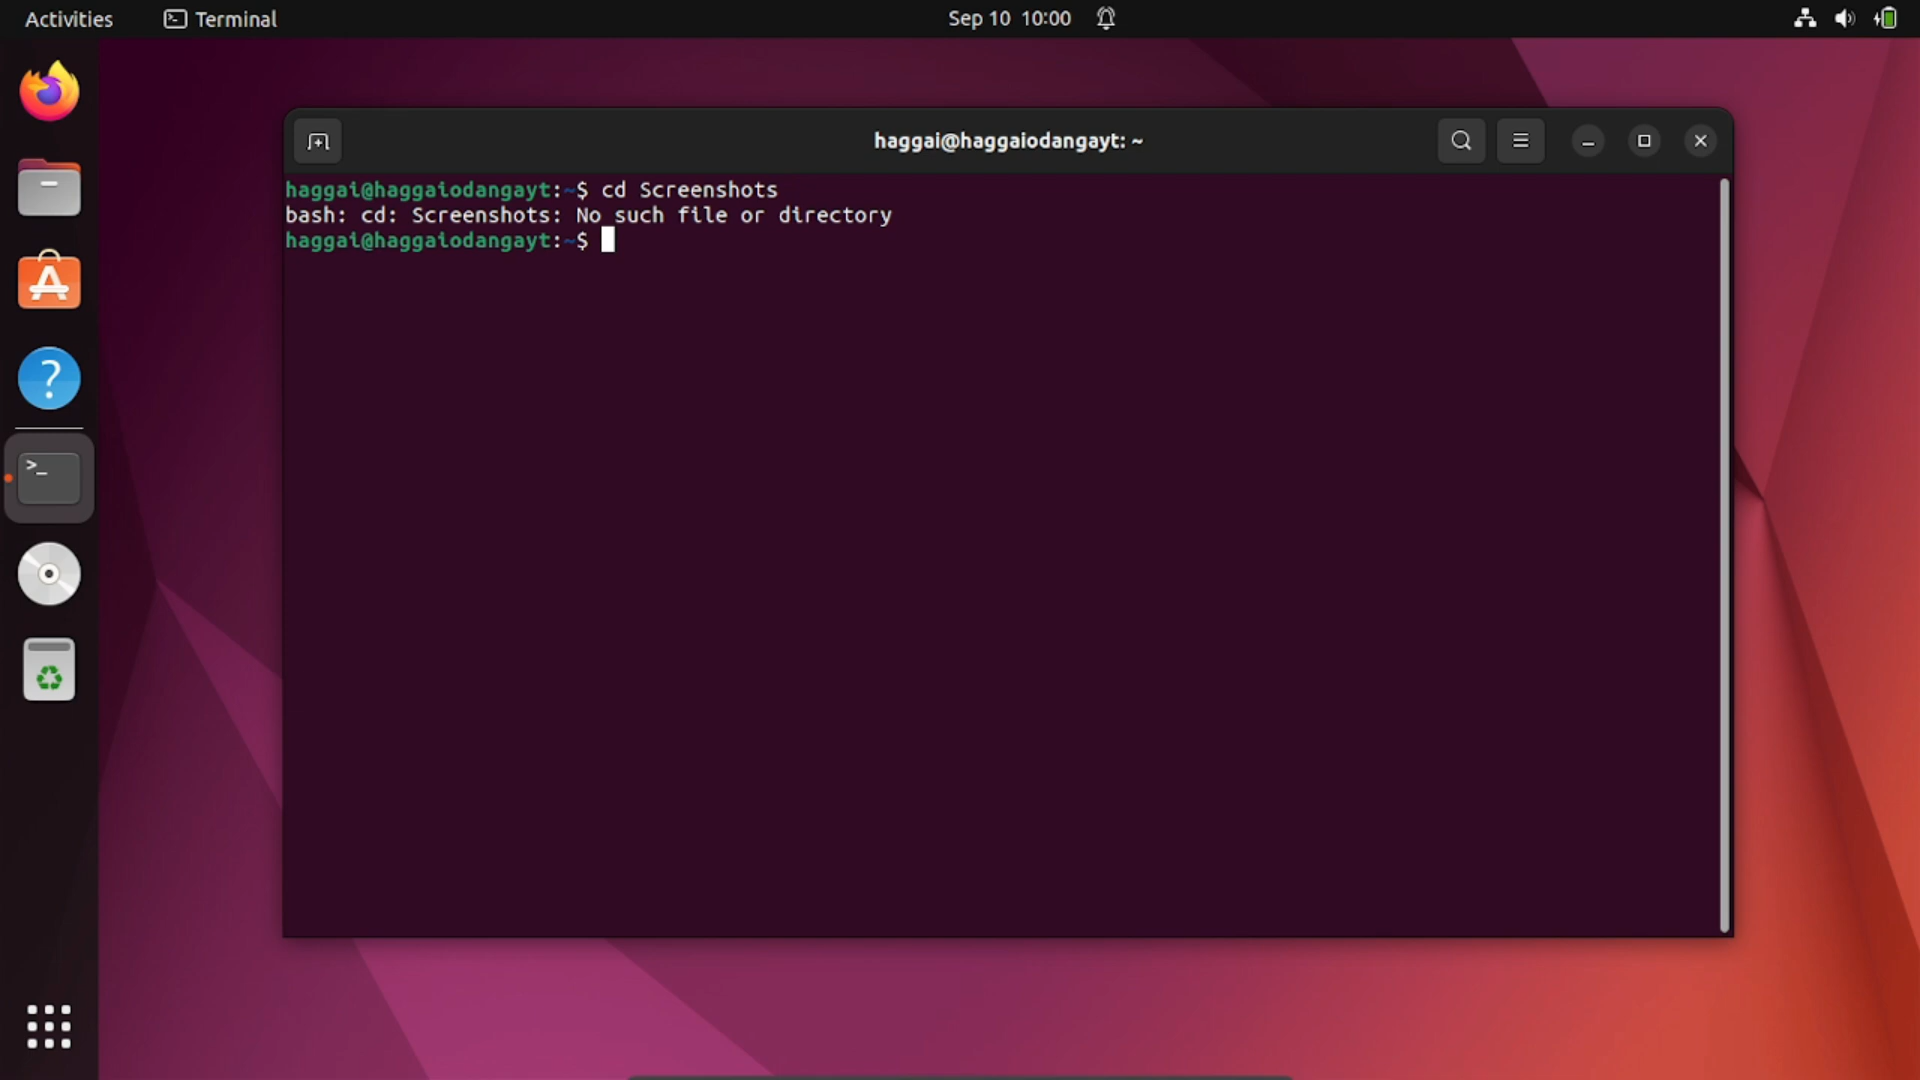 Activities
Terminal
Sep 10 10:00
haggai@haggaiodangayt: ~
haggai@haggaiodangayt:~$ cd Screenshots
bash: cd: Screenshots: No such file or directory
haggai@haggaiodangayt:~$